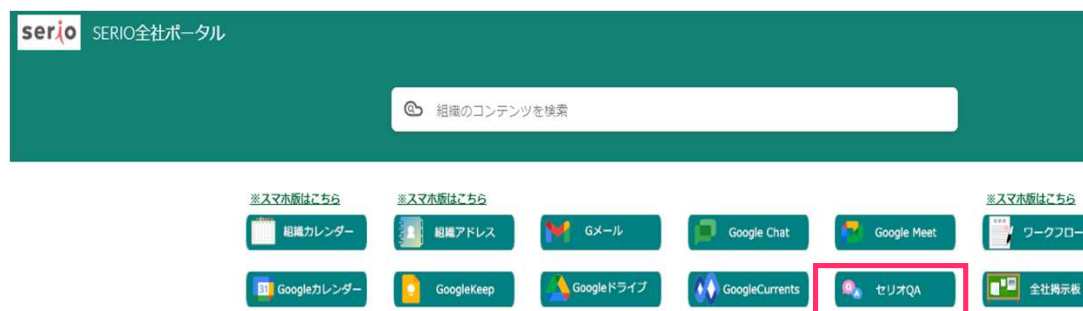 serio SERIO全社ポータル
組織のコンテンツを検索
※スマホ版はこちら ※スマホ版はこちら ※スマホ版はこちら
組織カレンダー 組織アドレス Gメール Google Chat Google Meet ワークフロー
31 Googleカレンダー GoogleKeep Googleドライブ GoogleCurrents Q A セリオQA 全社掲示板